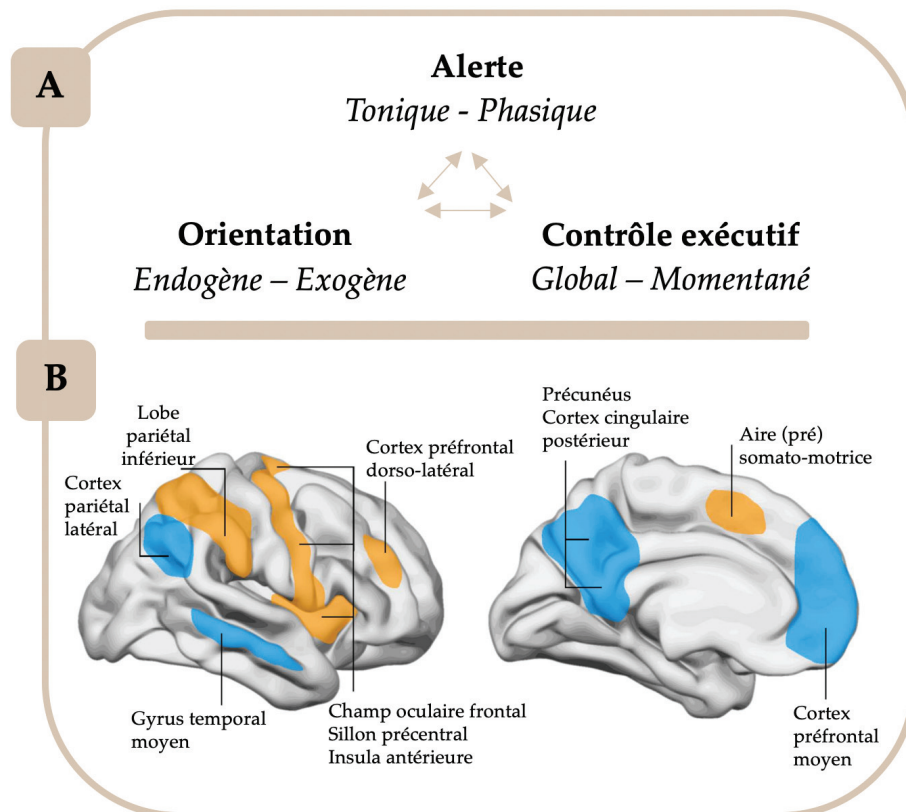 A
Alerte
Tonique - Phasique
Orientation
Endogène – Exogène
Contrôle exécutif
Global – Momentané
B
Lobe
pariétal
inférieur
Cortex
pariétal
latéral
Cortex préfrontal
dorso-latéral
Gyrus temporal
moyen
Champ oculaire frontal
Sillon précentral
Insula antérieure
Précunéus
Cortex cingulaire
postérieur
Aire (pré)
somato-motrice
Cortex
préfrontal
moyen